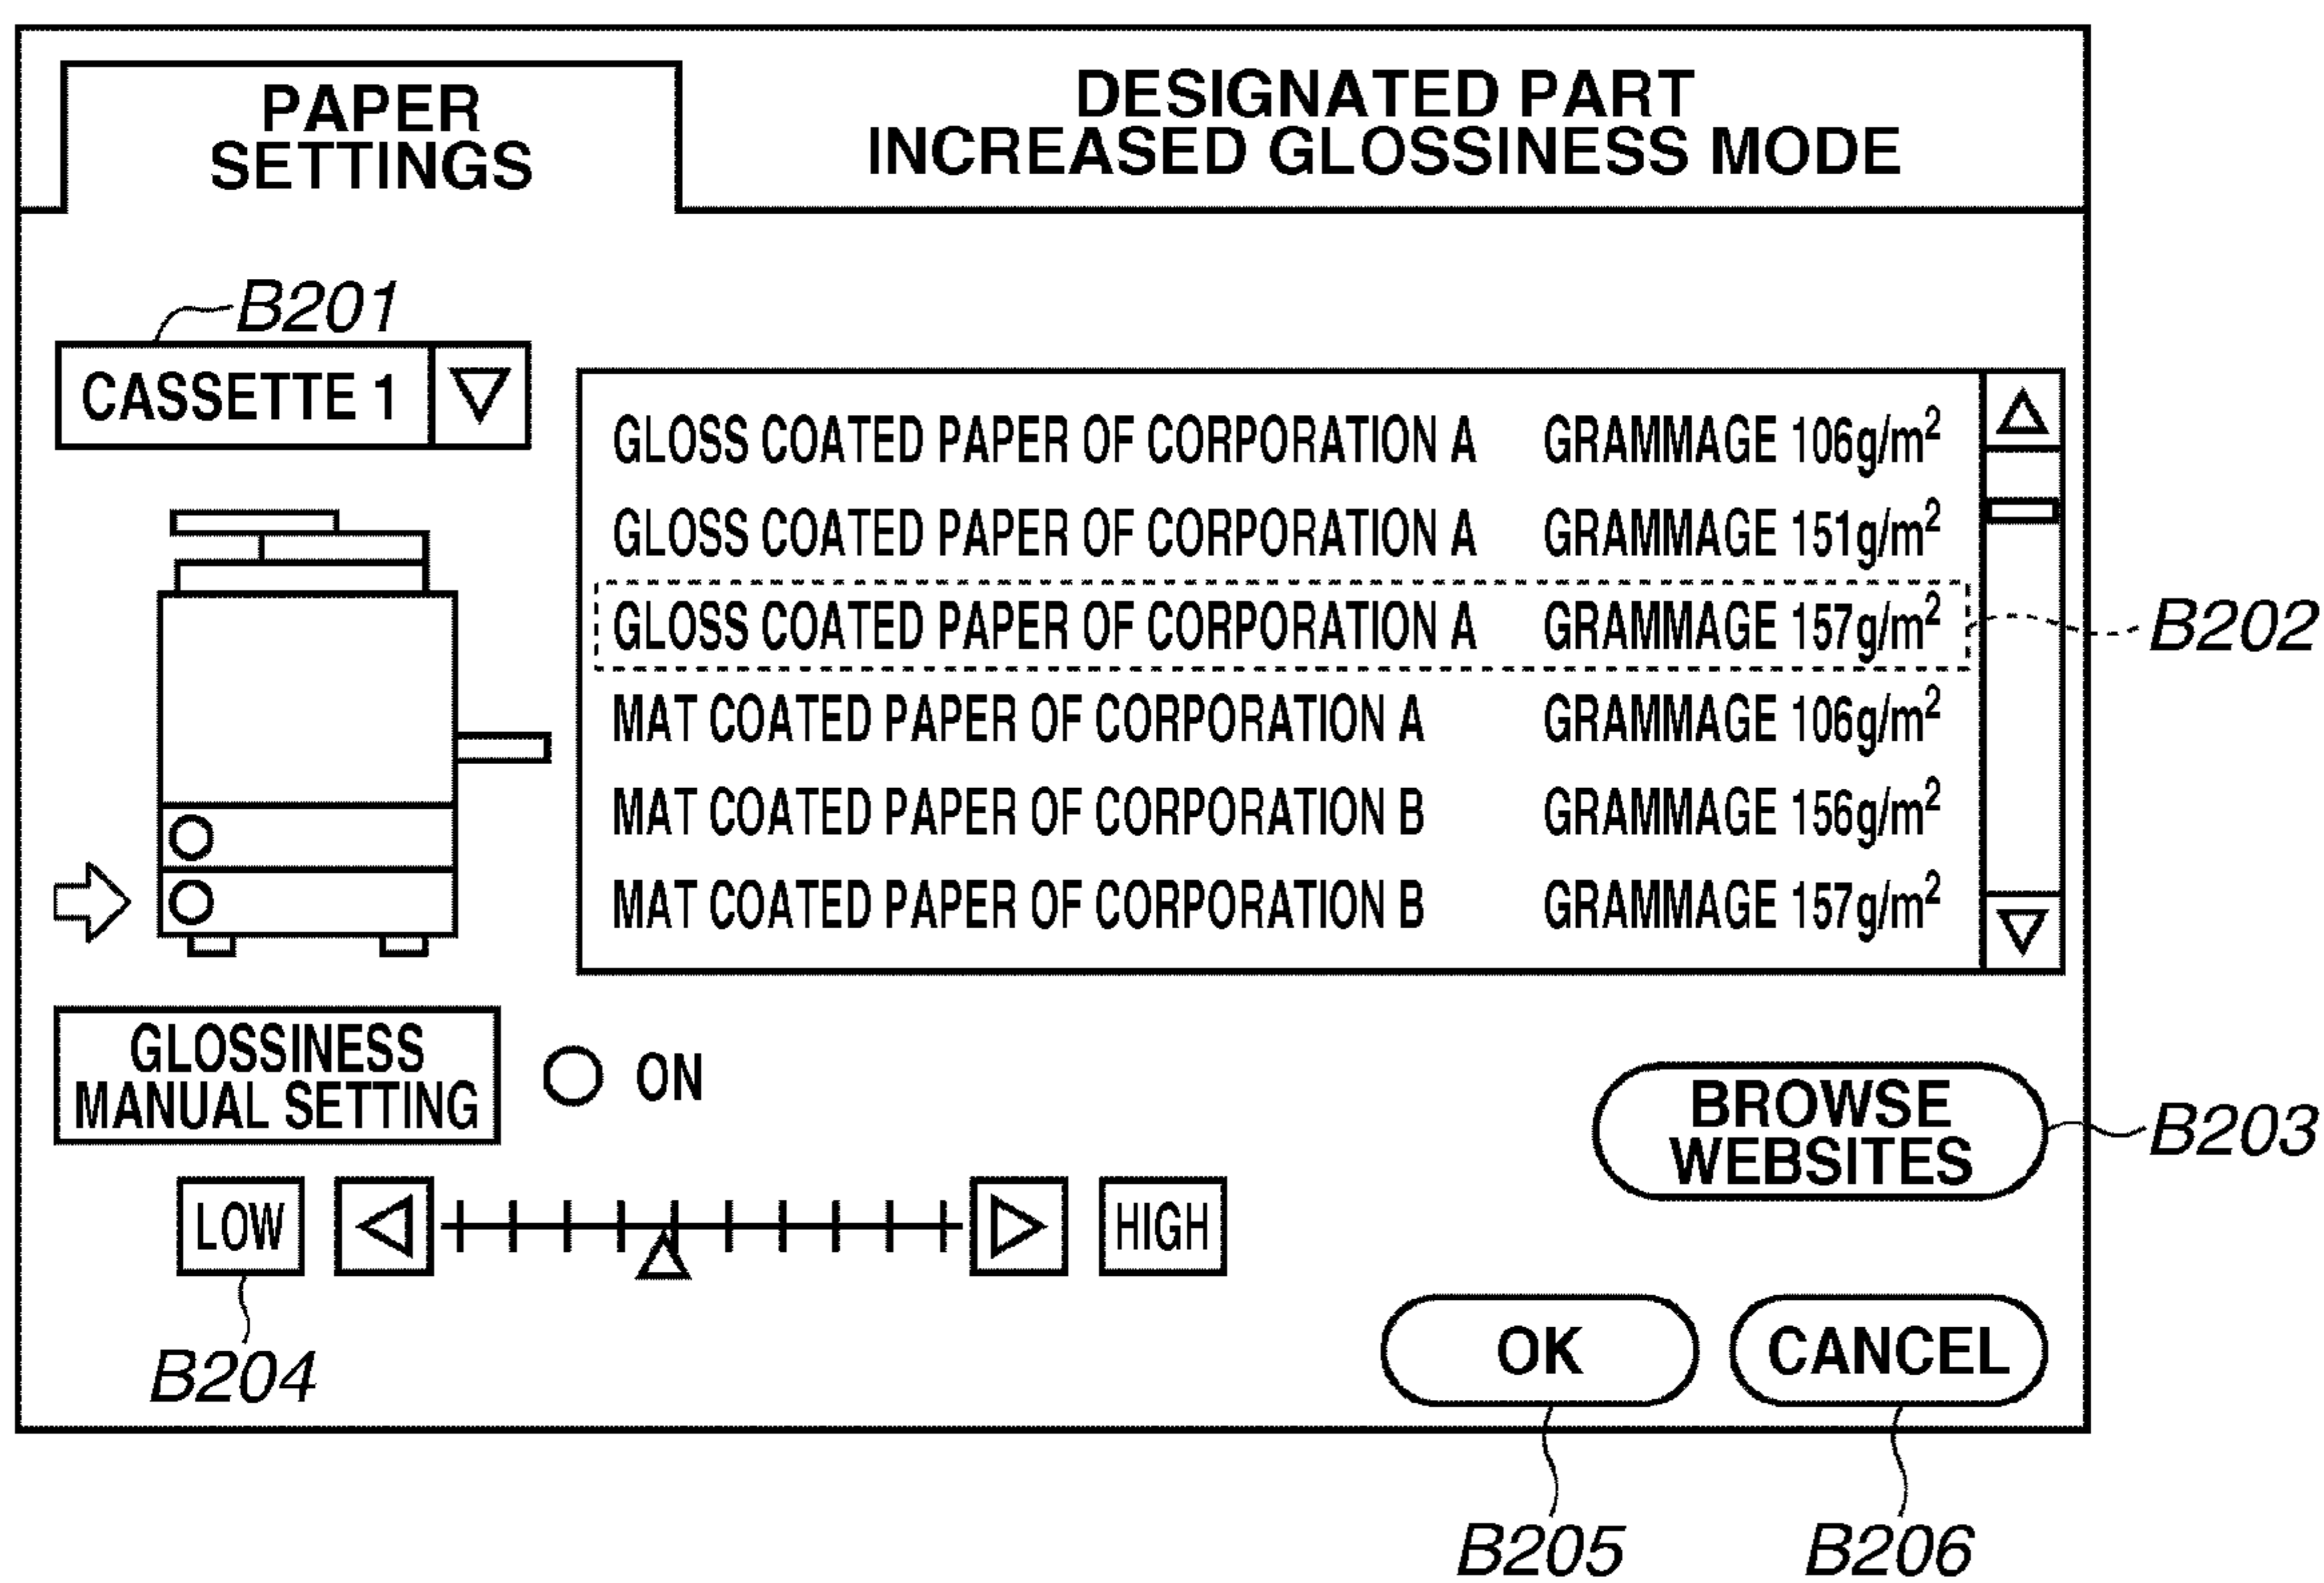 PAPER
SETTINGS
DESIGNATED PART
INCREASED GLOSSINESS MODE
B201
CASSETTE 1
GLOSS COATED PAPER OF CORPORATION A GRAMMAGE 106g/m²
GLOSS COATED PAPER OF CORPORATION A GRAMMAGE 151g/m²
GLOSS COATED PAPER OF CORPORATION A GRAMMAGE 157g/m²
B202
MAT COATED PAPER OF CORPORATION A GRAMMAGE 106g/m²
MAT COATED PAPER OF CORPORATION B GRAMMAGE 156g/m²
MAT COATED PAPER OF CORPORATION B GRAMMAGE 157g/m²
GLOSSINESS
MANUAL SETTING
ON
BROWSE
WEBSITES
B203
LOW
HIGH
B204
OK
CANCEL
B205
B206